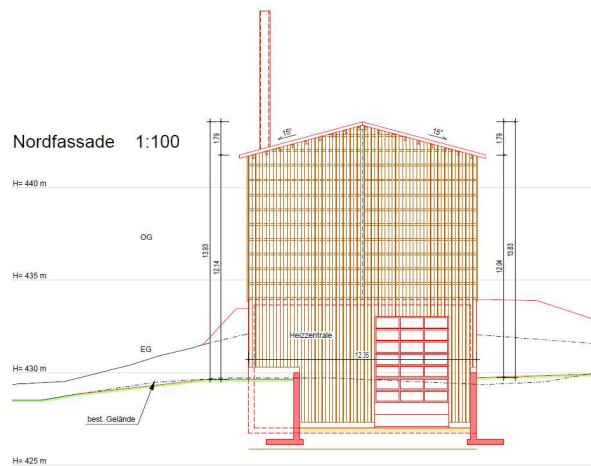 15°
15°
1.79
1.79
Nordfassade 1:100
H= 440 m
OG
13.93
12.14
12.04
13.83
H= 435 m
Heizzentrale
EG
12.35
H= 430 m
best. Gelände
H= 425 m